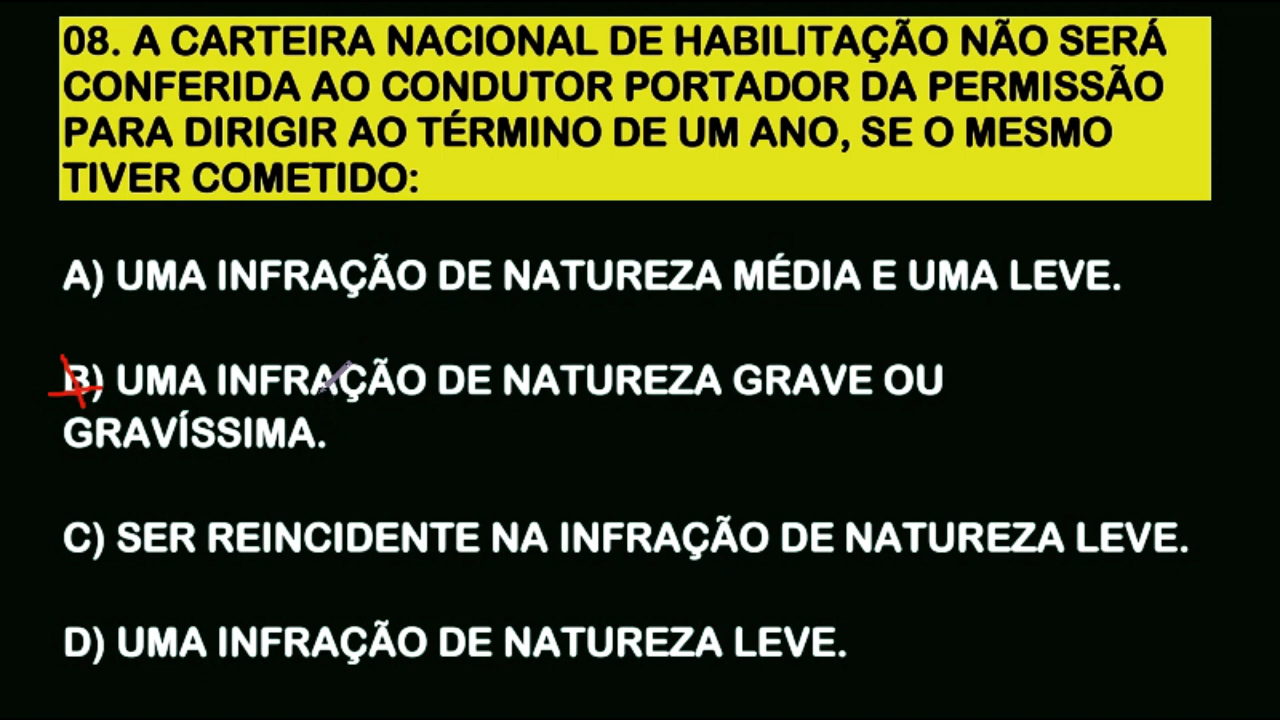 08. A CARTEIRA NACIONAL DE HABILITAÇÃO NÃO SERÁ
CONFERIDA AO CONDUTOR PORTADOR DA PERMISSÃO
PARA DIRIGIR AO TÉRMINO DE UM ANO, SE O MESMO
TIVER COMETIDO:
A) UMA INFRAÇÃO DE NATUREZA MÉDIA E UMA LEVE.
B) UMA INFRAÇÃO DE NATUREZA GRAVE OU
GRAVÍSSIMA.
C) SER REINCIDENTE NA INFRAÇÃO DE NATUREZA LEVE.
D) UMA INFRAÇÃO DE NATUREZA LEVE.